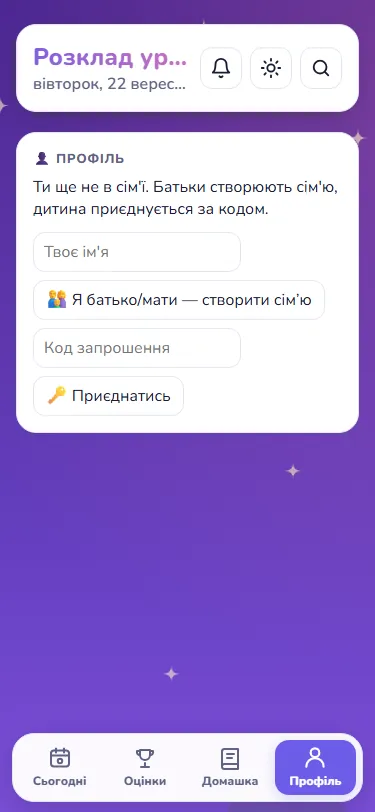 Розклад ур...
вівторок, 22 верес...
ПРОФІЛЬ
Ти ще не в сім'ї. Батьки створюють сім'ю,
дитина приєднується за кодом.
Твоє ім'я
Я батько/мати — створити сім’ю
Код запрошення
Приєднатись
Сьогодні
Оцінки
Домашка
Профіль